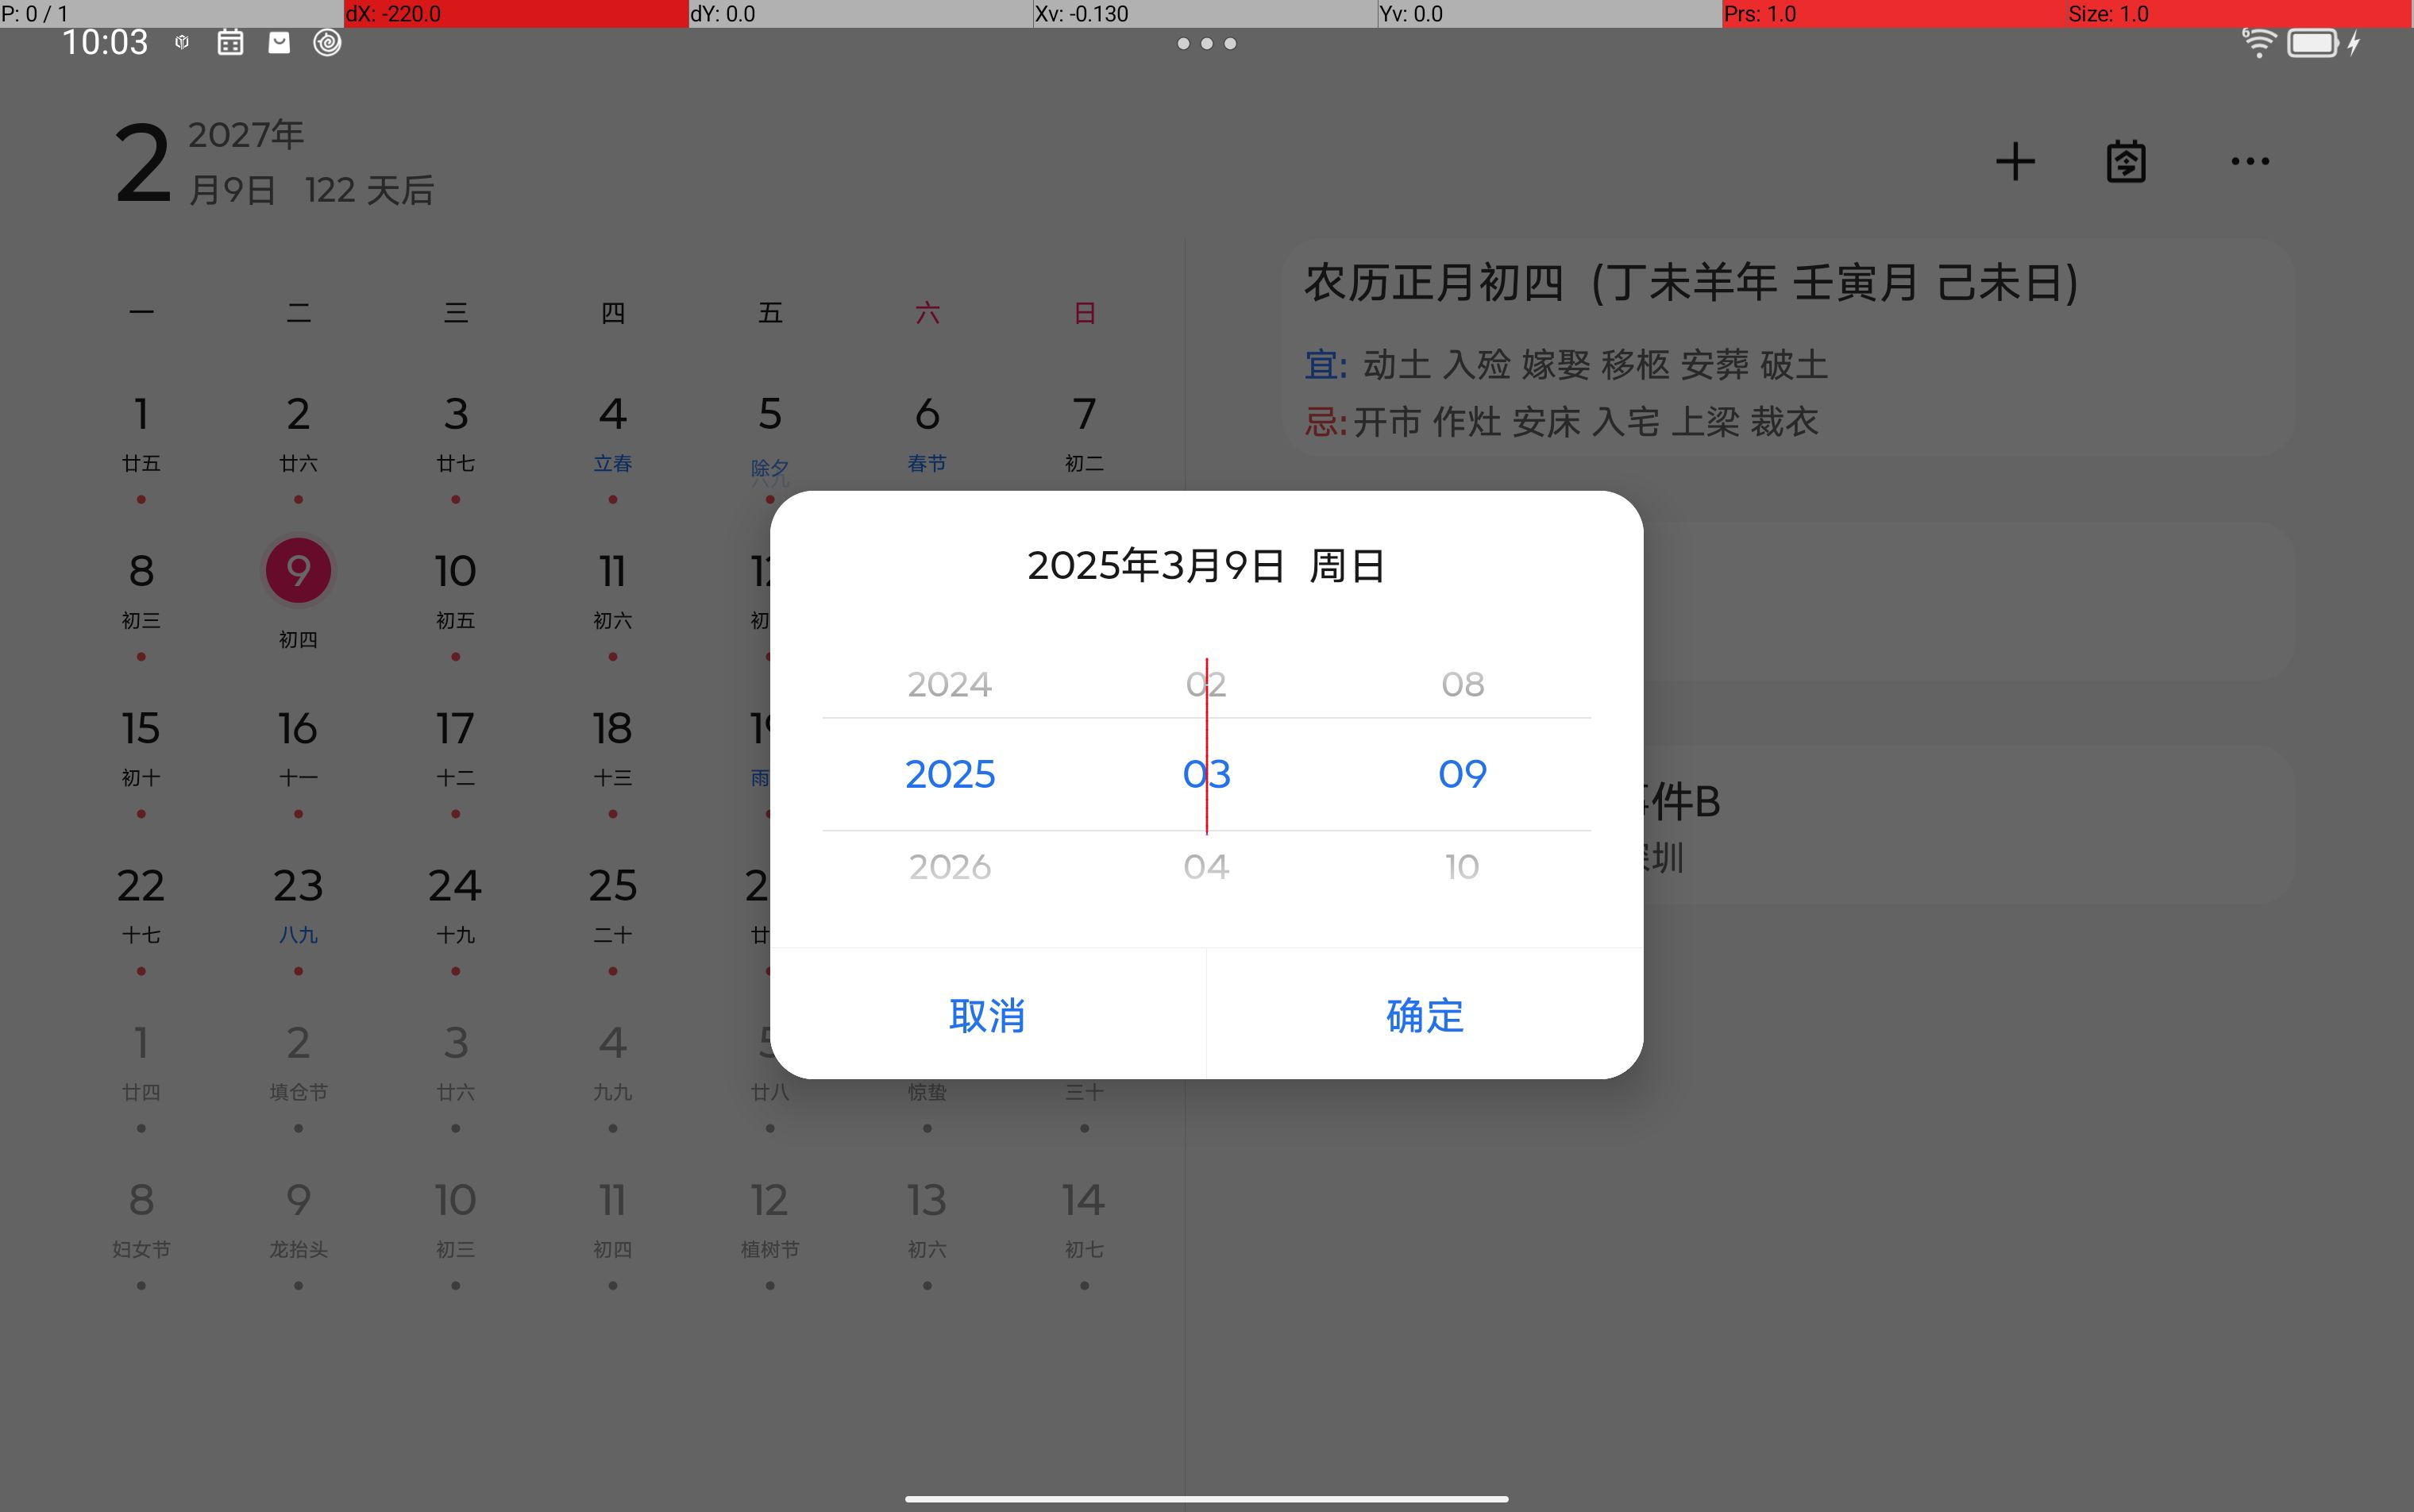 P: 0 / 1 dX: -220.0 dY: 0.0 Xv: -0.130 Yv: 0.0 Prs: 1.0 Size: 1.0
10:03
6
2 2027年
月9日 122 天后
一 二 三 四 五 六 日
1 2 3 4 5 6 7
廿五 廿六 廿七 立春 除夕 春节 初二
8 9 10 11
初三 初四 初五 初六 初
15 16 17 18
初十 十一 十二 十三 雨
22 23 24 25 2
十七 八九 十九 二十 廿
1 2 3 4
廿四 填仓节 廿六 九九 廿八 惊蛰 三十
8 9 10 11 12 13 14
妇女节 龙抬头 初三 初四 植树节 初六 初七
农历正月初四 (丁未羊年 壬寅月 己未日)
宜: 动土 入殓 嫁娶 移柩 安葬 破土
忌: 开市 作灶 安床 入宅 上梁 裁衣
件B
圳
2025年3月9日 周日
2024 02 08
2025 03 09
2026 04 10
取消 确定